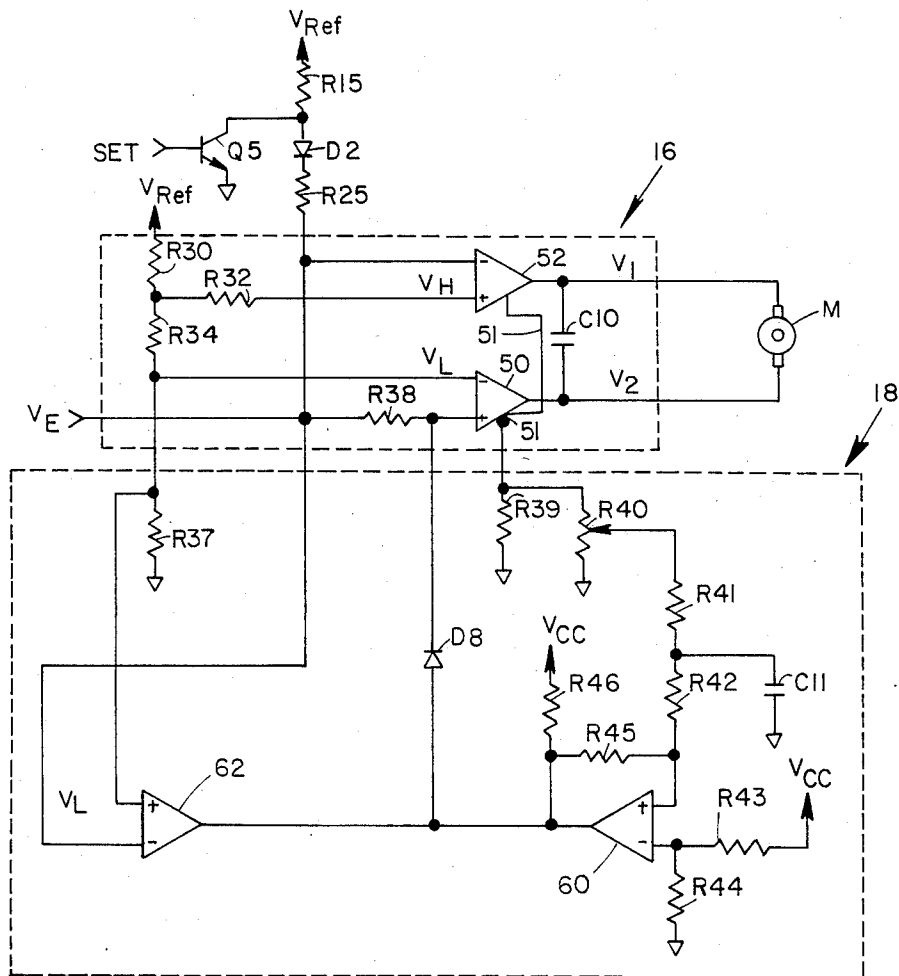 VRef
R15
SET
Q5
D2
16
R25
VRef
R30
R32
VH
52
V1
R34
51
C10
M
VL
50
V2
R38
VE
51
18
R39
R40
R37
R41
D8
VCC
R46
R42
C11
R45
62
VCC
VL
R43
60
R44